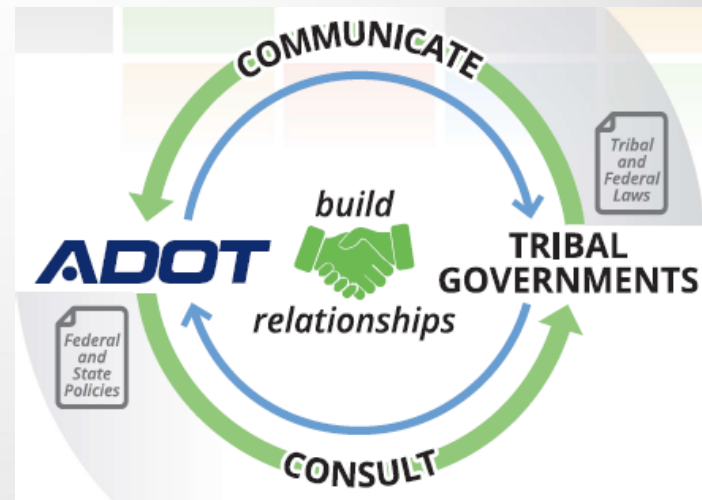 COMMUNICATE
Tribal
and
Federal
Laws
build
ADOT
TRIBAL
GOVERNMENTS
relationships
Federal
and
State
Policies
CONSULT